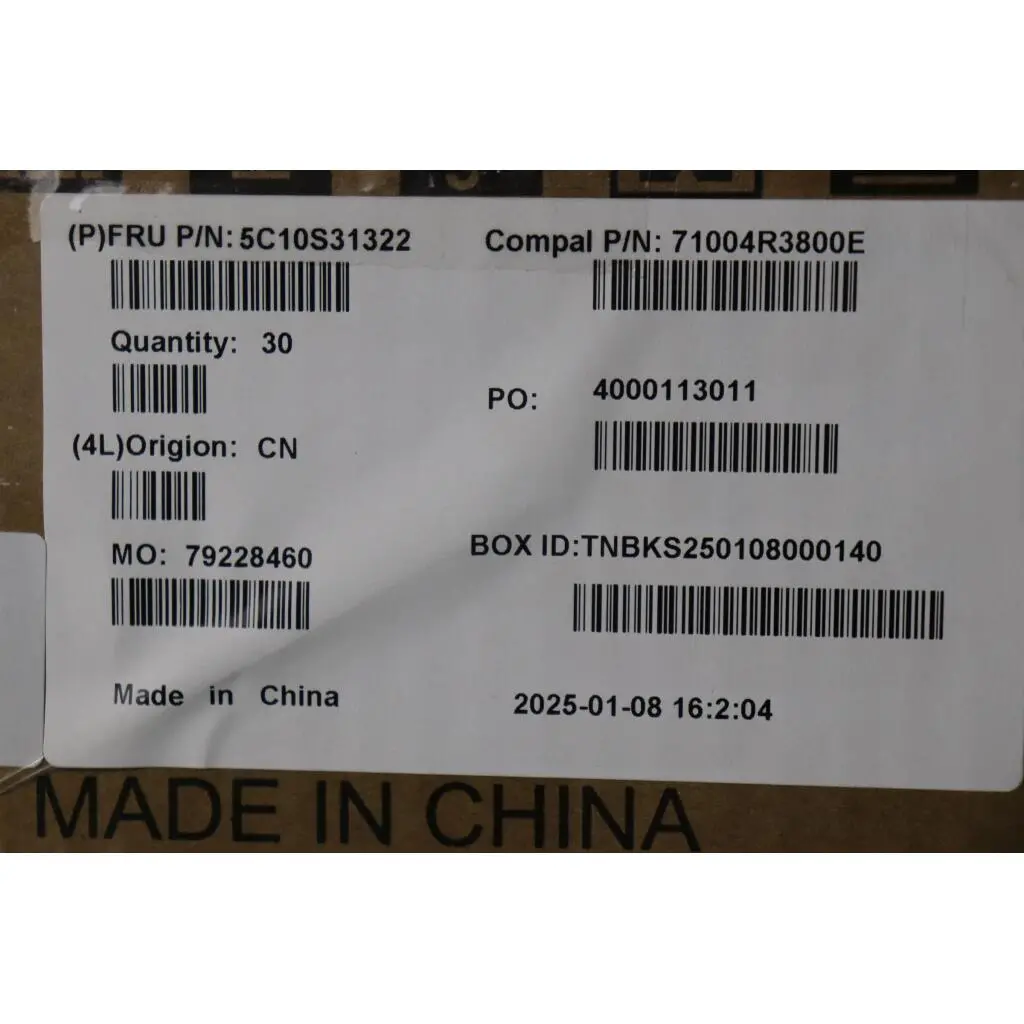 (P)FRU P/N: 5C10S31322
Compal P/N: 71004R3800E
Quantity: 30
PO: 4000113011
(4L)Origion: CN
MO: 79228460
BOX ID:TNBKS250108000140
Made in China
2025-01-08 16:2:04
MADE IN CHINA